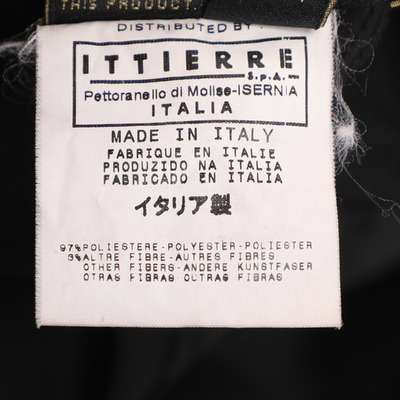 THIS PRODUCT.
DISTRIBUTED BY:
ITTIERRE
S.p.A.
Pettoranello di Molise-ISERNIA
ITALIA
MADE IN ITALY
FABRIQUE EN ITALIE
PRODUZIDO NA ITALIA
FABRICADO EN ITALIA
イタリア製
97%POLIESTERE-POLYESTER-POLIESTER
3%ALTRE FIBRE-AUTRES FIBRES
OTHER FIBERS-ANDERE KUNSTFASER
OTRAS FIBRAS-OUTRAS FIBRAS